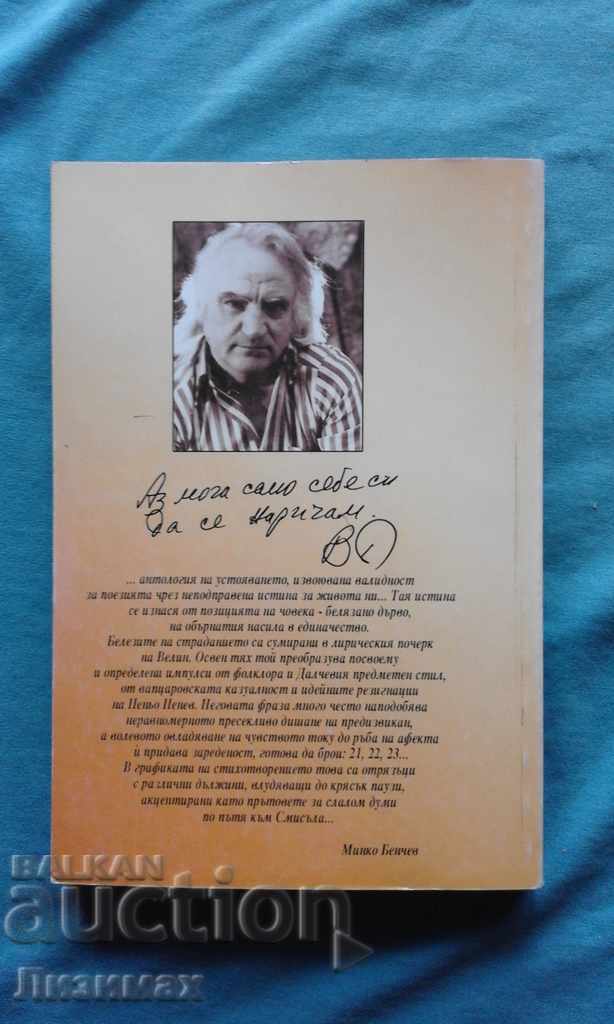 Аз мога само себе си
да се наричам.
ВП
... антология на устояването, извоювана валидност
за поезията чрез неподправена истина за живота ни... Тая истина
се изнася от позицията на човека - белязано дърво,
на обърнатия насила в единачество.
Белезите на страданието са сумирани в лирическия почерк
на Велин. Освен тях той преобразува посвоему
и определени импулси от фолклора и Далчевия предметен стил,
от вапцаровската казуалност и идейните резигнации
на Пеньо Пенев. Неговата фраза много често наподобява
неравномерното пресекливо дишане на предизвикан,
а волевото овладяване на чувството току до ръба на афекта
ѝ придава зареденост, готова да брои: 21, 22, 23...
В графиката на стихотворението това са отрязъци
с различни дължини, влудяващи до крясък паузи,
акцентирани като прътовете за слалом думи
по пътя към Смисъла...
Минко Бенчев
BALKAN
auction
Лизимах